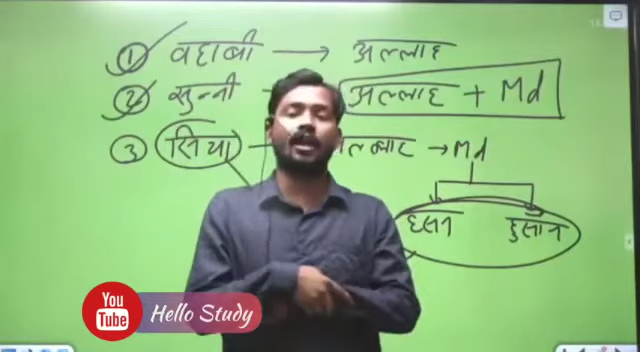 ① वहाबी → अल्लाह
② सुन्नी अल्लाह + Md
③ सिया → Md
हसन हुसान
You
Tube Hello Study